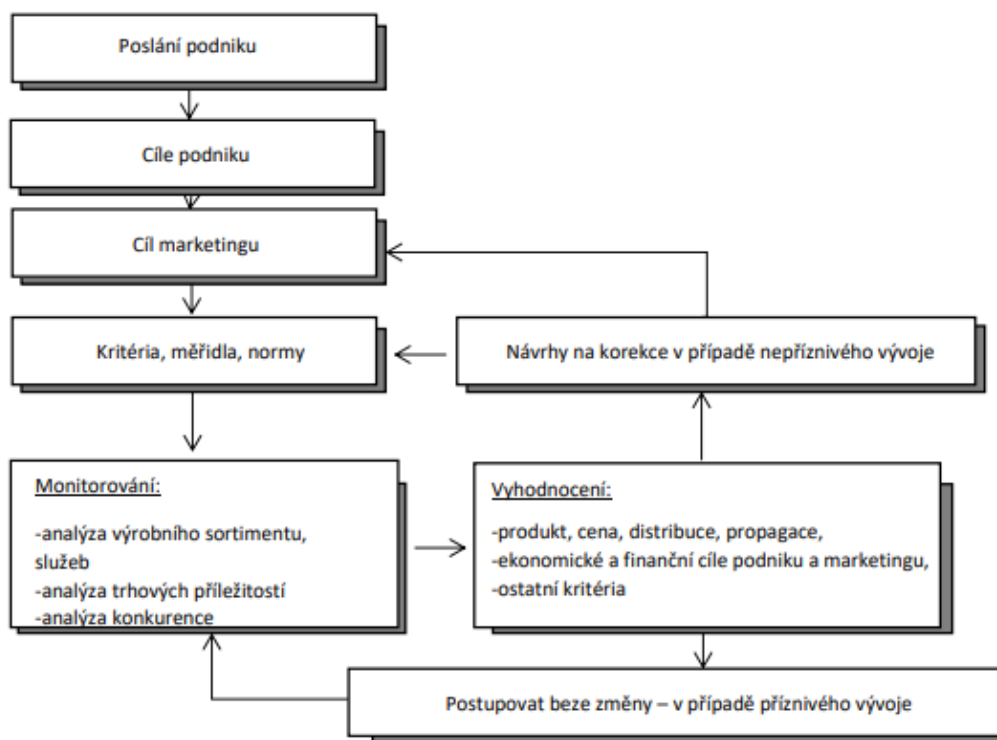 Poslání podniku
Cíle podniku
Cíl marketingu
Kritéria, měřidla, normy
Návrhy na korekce v případě nepříznivého vývoje
Monitorování:
-analýza výrobního sortimentu,
služeb
-analýza trhových příležitostí
-analýza konkurence
Vyhodnocení:
-produkt, cena, distribuce, propagace,
-ekonomické a finanční cíle podniku a marketingu,
-ostatní kritéria
Postupovat beze změny – v případě příznivého vývoje